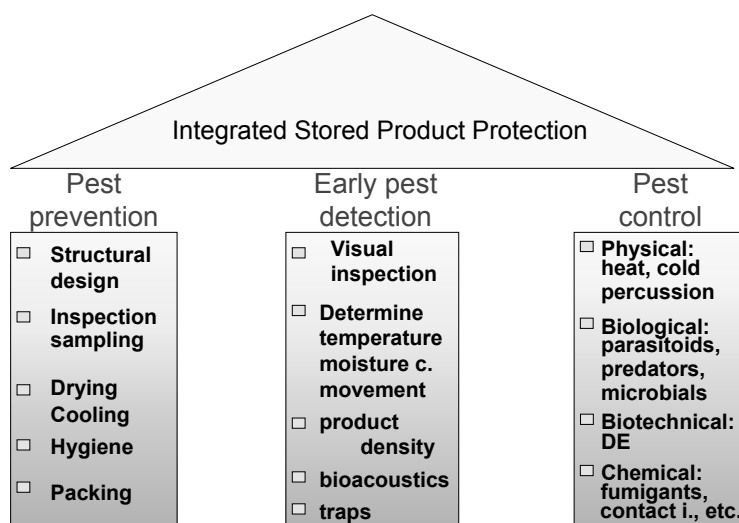 Integrated Stored Product Protection
Pest
prevention
Structural
design
Inspection
sampling
Drying
Cooling
Hygiene
Packing
Early pest
detection
Visual
inspection
Determine
temperature
moisture c.
movement
product
density
bioacoustics
traps
Pest
control
Physical:
heat, cold
percussion
Biological:
parasitoids,
predators,
microbials
Biotechnical:
DE
Chemical:
fumigants,
contact i., etc.